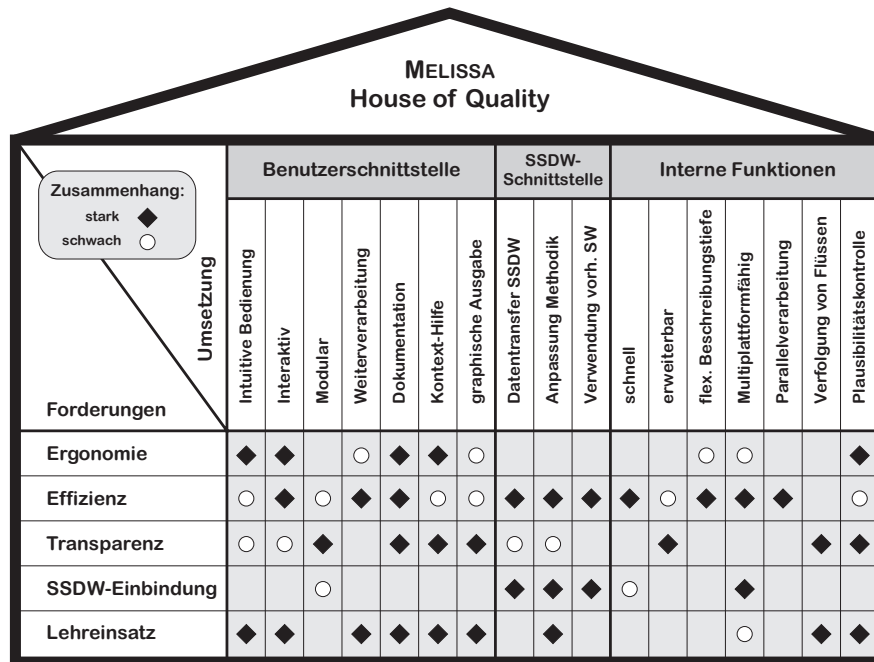 MELISSA
House of Quality
Benutzerschnittstelle
SSDW-
Schnittstelle
Interne Funktionen
Zusammenhang:
stark
schwach
Umsetzung
Forderungen
Intuitive Bedienung
Interaktiv
Modular
Weiterverarbeitung
Dokumentation
Kontext-Hilfe
graphische Ausgabe
Datentransfer SSDW
Anpassung Methodik
Verwendung vorh. SW
schnell
erweiterbar
flex. Beschreibungstiefe
Multiplattformfähig
Parallelverarbeitung
Verfolgung von Flüssen
Plausibilitätskontrolle
Ergonomie
Effizienz
Transparenz
SSDW-Einbindung
Lehreinsatz